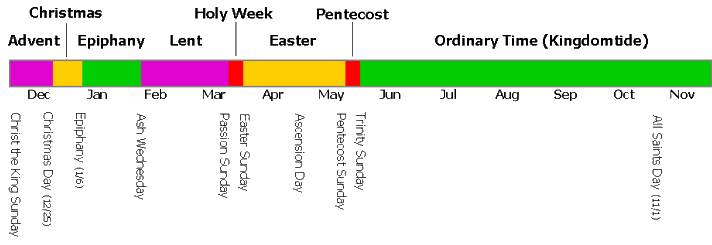 Christmas
Holy Week
Pentecost
Advent
Epiphany
Lent
Easter
Ordinary Time (Kingdomtide)
Dec
Jan
Feb
Mar
Apr
May
Jun
Jul
Aug
Sep
Oct
Nov
Christ the King Sunday
Christmas Day (12/25)
Epiphany (1/6)
Ash Wednesday
Passion Sunday
Easter Sunday
Ascension Day
Pentecost Sunday
Trinity Sunday
All Saints Day (11/1)